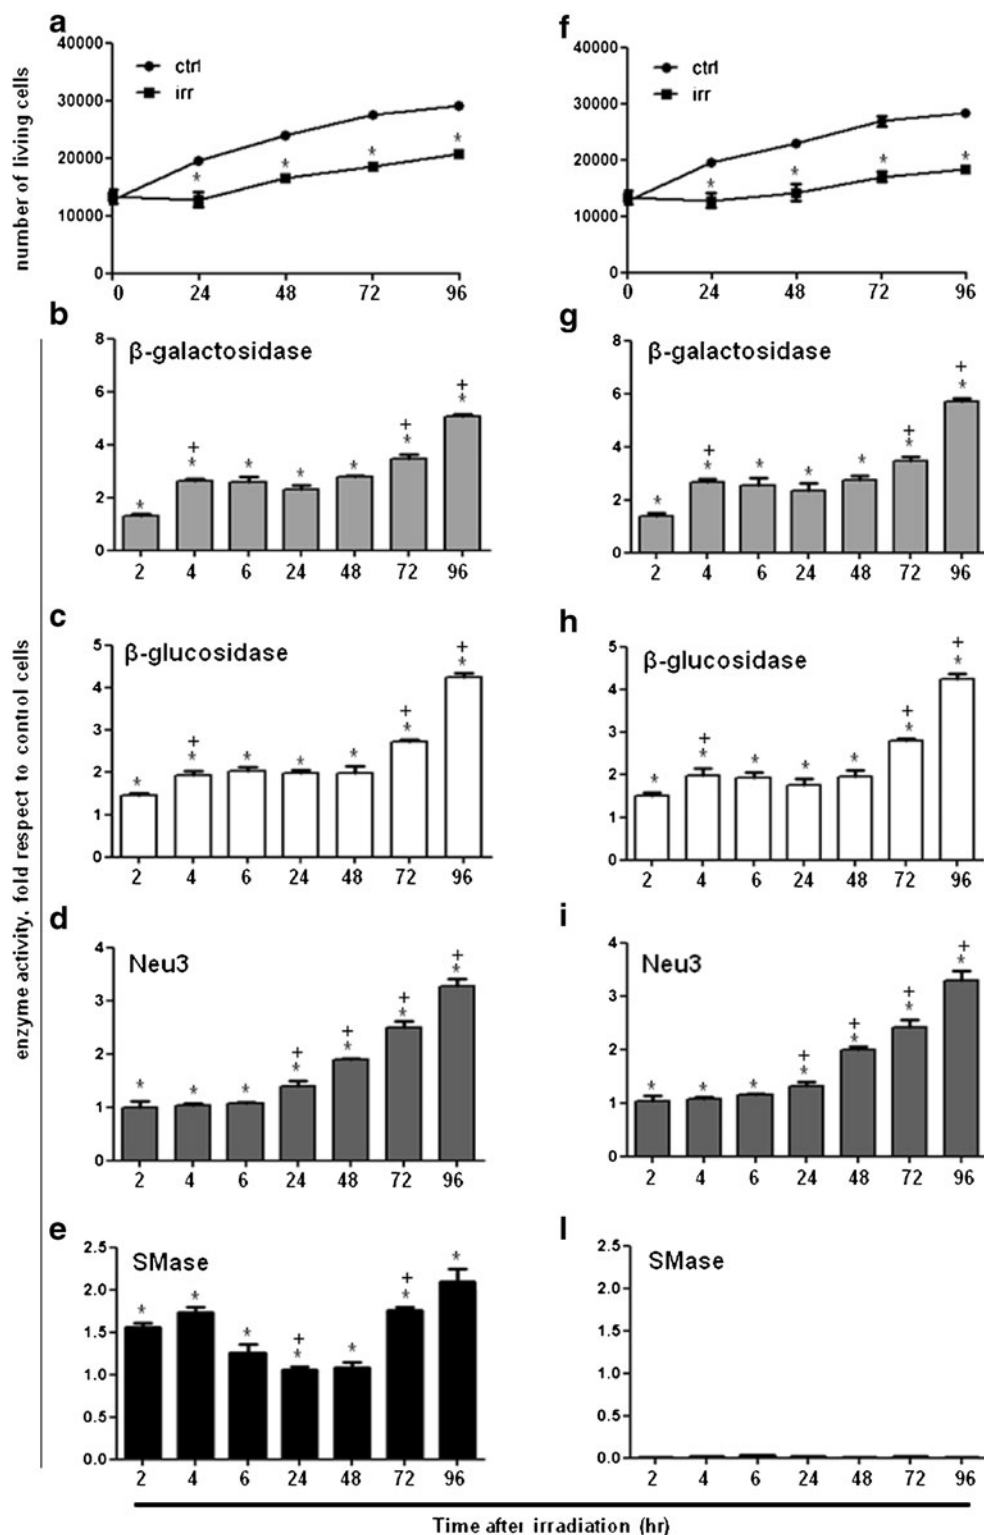 a
f
40000
30000
20000
10000
0
ctrl
irr
* * * *
0 24 48 72 96
40000
30000
20000
10000
0
ctrl
irr
* * * *
0 24 48 72 96
number of living cells
b
β-galactosidase
8
6
4
2
0
+ + +
* * * * * * *
2 4 6 24 48 72 96
g
β-galactosidase
8
6
4
2
0
+ + +
* * * * * * *
2 4 6 24 48 72 96
c
β-glucosidase
5
4
3
2
1
0
+ + +
* * * * * * *
2 4 6 24 48 72 96
h
β-glucosidase
5
4
3
2
1
0
+ + +
* * * * * * *
2 4 6 24 48 72 96
enzyme activity, fold respect to control cells
d
Neu3
4
3
2
1
0
+ + + +
* * * * * * *
2 4 6 24 48 72 96
i
Neu3
4
3
2
1
0
+ + + +
* * * * * * *
2 4 6 24 48 72 96
e
SMase
2.5
2.0
1.5
1.0
0.5
0.0
+ +
* * * * * * *
2 4 6 24 48 72 96
l
SMase
2.5
2.0
1.5
1.0
0.5
0.0
2 4 6 24 48 72 96
Time after irradiation (hr)